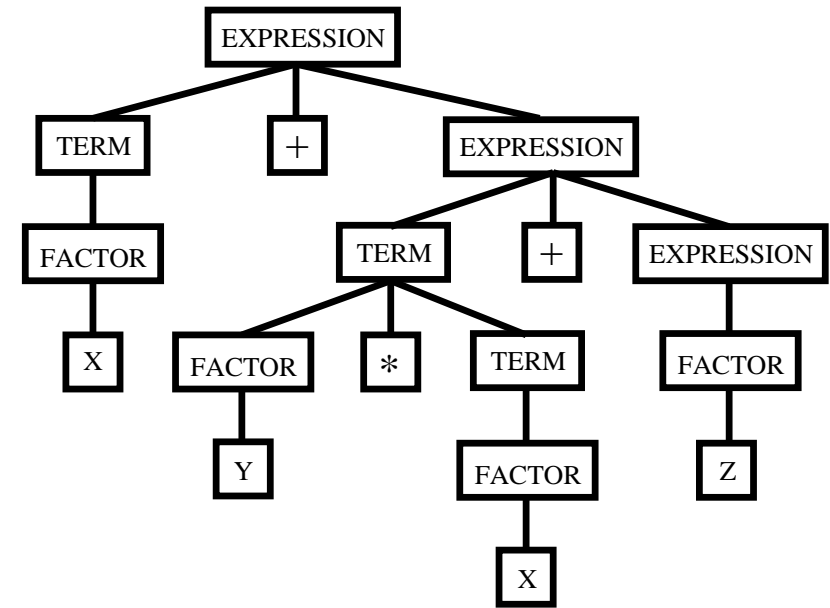 EXPRESSION
TERM + EXPRESSION
FACTOR TERM + EXPRESSION
X FACTOR * TERM FACTOR
Y FACTOR Z
X